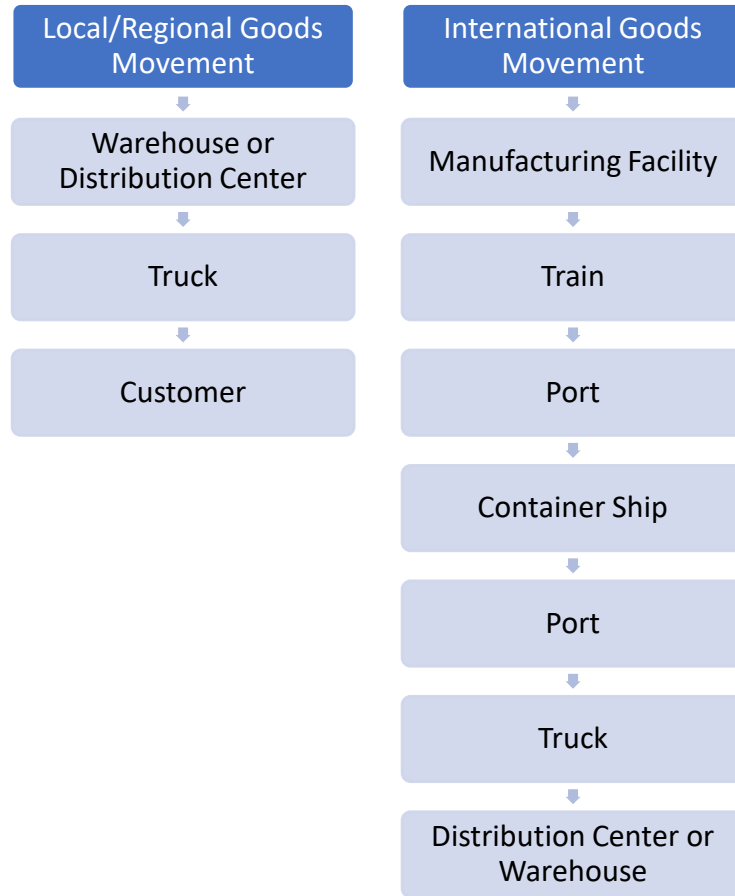 Local/Regional Goods
Movement
Warehouse or
Distribution Center
Truck
Customer
International Goods
Movement
Manufacturing Facility
Train
Port
Container Ship
Port
Truck
Distribution Center or
Warehouse